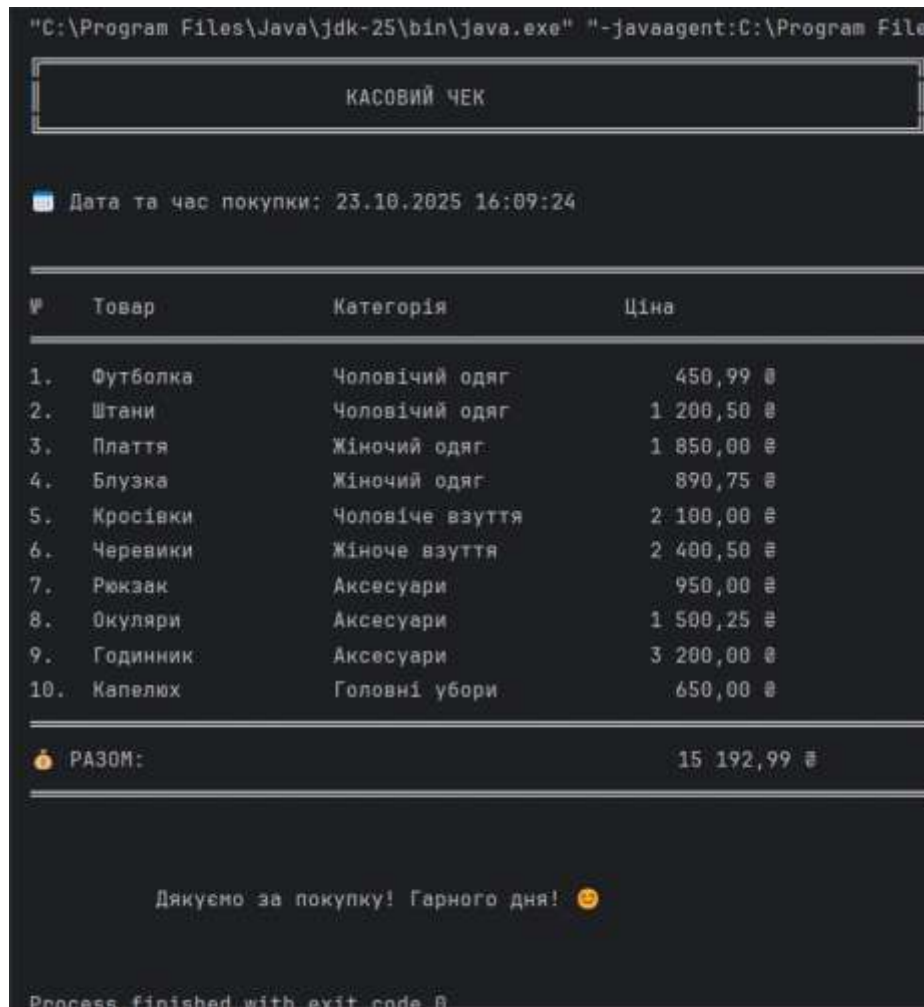 "C:\Program Files\Java\jdk-25\bin\java.exe" "-javaagent:C:\Program File
КАСОВИЙ ЧЕК
Дата та час покупки: 23.10.2025 16:09:24
№ Товар Категорія Ціна
1. Футболка Чоловічий одяг 450,99 ₴
2. Штани Чоловічий одяг 1 200,50 ₴
3. Плаття Жіночий одяг 1 850,00 ₴
4. Блузка Жіночий одяг 890,75 ₴
5. Кросівки Чоловіче взуття 2 100,00 ₴
6. Черевики Жіноче взуття 2 400,50 ₴
7. Рюкзак Аксесуари 950,00 ₴
8. Окуляри Аксесуари 1 500,25 ₴
9. Годинник Аксесуари 3 200,00 ₴
10. Капелюх Головні убори 650,00 ₴
РАЗОМ: 15 192,99 ₴
Дякуємо за покупку! Гарного дня! 😊
Process finished with exit code 0